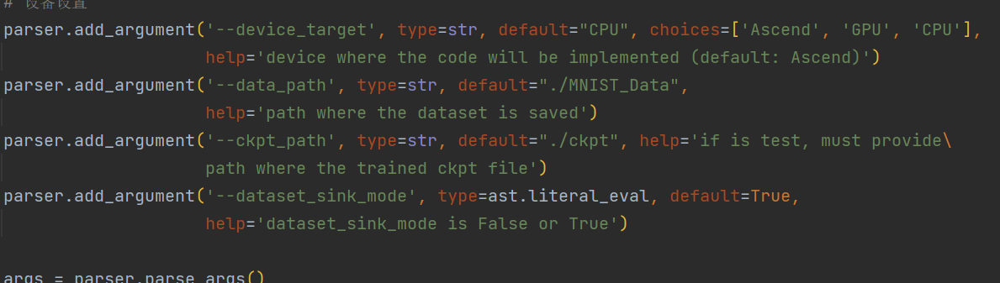 # 设备设置
parser.add_argument('--device_target', type=str, default="CPU", choices=['Ascend', 'GPU', 'CPU'],
help='device where the code will be implemented (default: Ascend)')
parser.add_argument('--data_path', type=str, default="./MNIST_Data",
help='path where the dataset is saved')
parser.add_argument('--ckpt_path', type=str, default="./ckpt", help='if is test, must provide\
path where the trained ckpt file')
parser.add_argument('--dataset_sink_mode', type=ast.literal_eval, default=True,
help='dataset_sink_mode is False or True')
args = parser.parse_args()